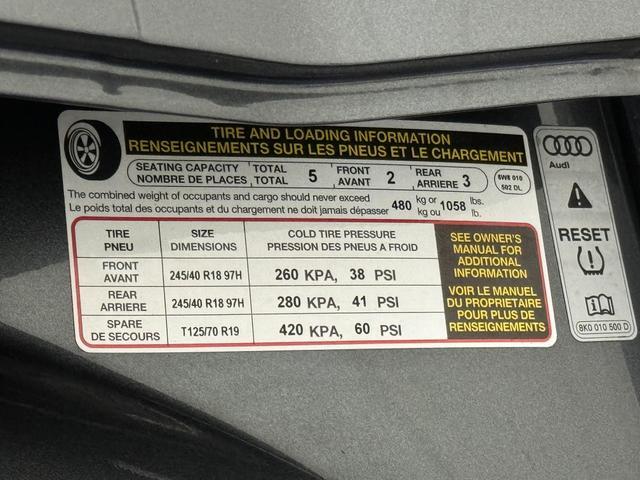 TIRE AND LOADING INFORMATION
RENSEIGNEMENTS SUR LES PNEUS ET LE CHARGEMENT
SEATING CAPACITY TOTAL 5 FRONT 2 REAR 3
NOMBRE DE PLACES TOTAL AVANT ARRIERE
8W8 010
502 DL
The combined weight of occupants and cargo should never exceed 480 kg or 1058 lbs.
Le poids total des occupants et du chargement ne doit jamais dépasser kg ou lb.
TIRE SIZE COLD TIRE PRESSURE
PNEU DIMENSIONS PRESSION DES PNEUS A FROID
FRONT
AVANT 245/40 R18 97H 260 KPA, 38 PSI
REAR
ARRIERE 245/40 R18 97H 280 KPA, 41 PSI
SPARE
DE SECOURS T125/70 R19 420 KPA, 60 PSI
SEE OWNER'S
MANUAL FOR
ADDITIONAL
INFORMATION
VOIR LE MANUEL
DU PROPRIETAIRE
POUR PLUS DE
RENSEIGNEMENTS
Audi
RESET
8K0 010 500 D